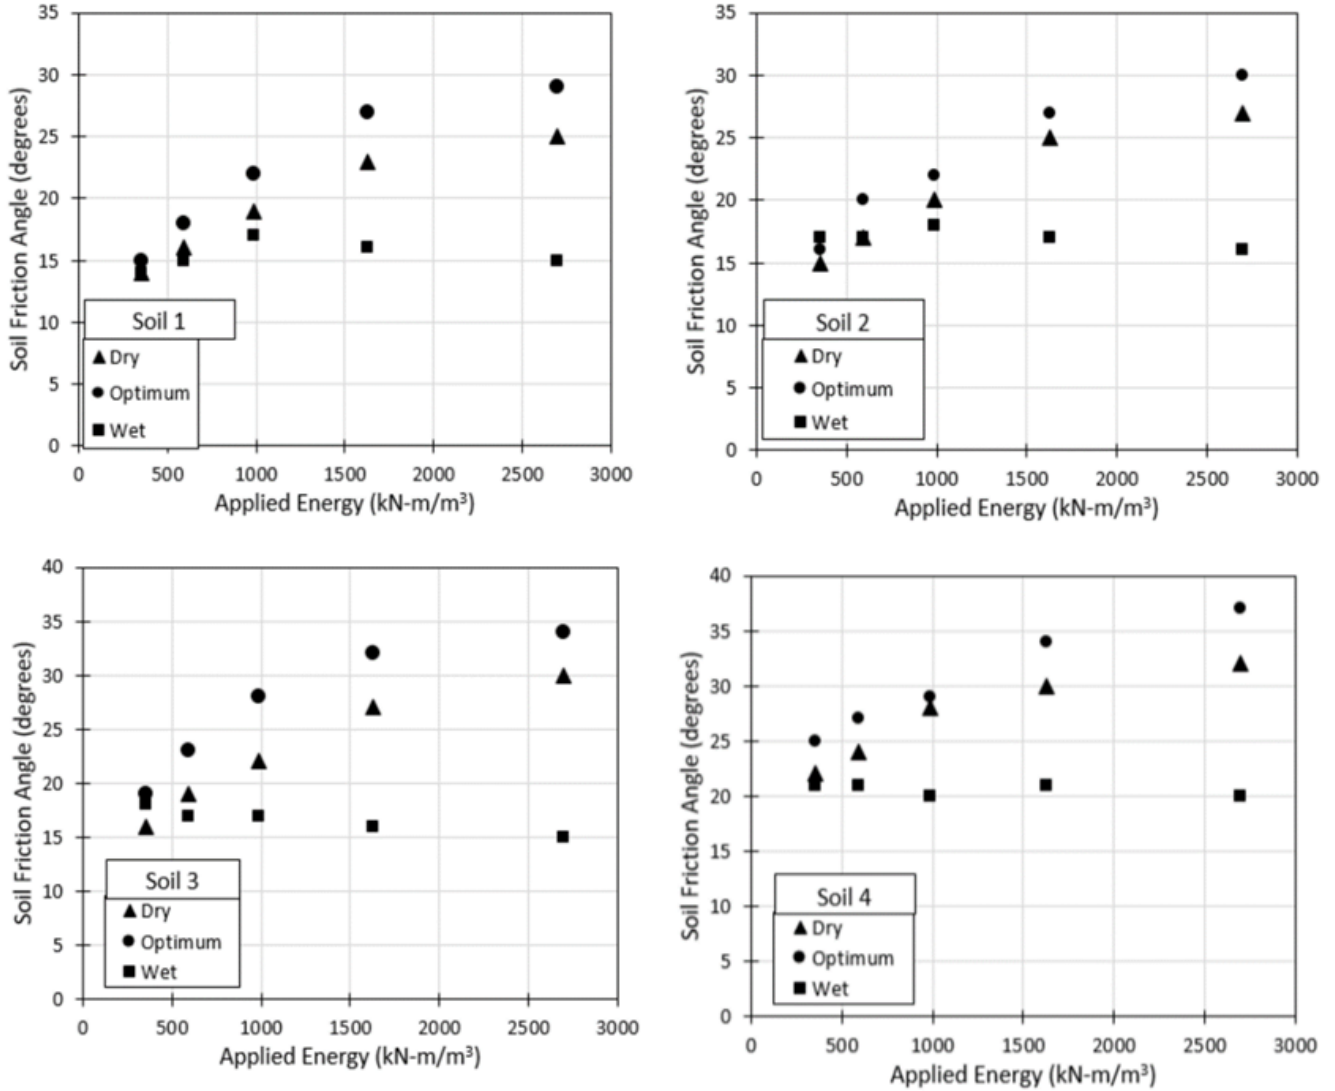 35
30
25
20
15
10
5
0
Soil Friction Angle (degrees)
Soil 1
Dry
Optimum
Wet
0 500 1000 1500 2000 2500 3000
Applied Energy (kN-m/m³)
35
30
25
20
15
10
5
0
Soil Friction Angle (degrees)
Soil 2
Dry
Optimum
Wet
0 500 1000 1500 2000 2500 3000
Applied Energy (kN-m/m³)
40
35
30
25
20
15
10
5
0
Soil Friction Angle (degrees)
Soil 3
Dry
Optimum
Wet
0 500 1000 1500 2000 2500 3000
Applied Energy (kN-m/m³)
40
35
30
25
20
15
10
5
0
Soil Friction Angle (degrees)
Soil 4
Dry
Optimum
Wet
0 500 1000 1500 2000 2500 3000
Applied Energy (kN-m/m³)